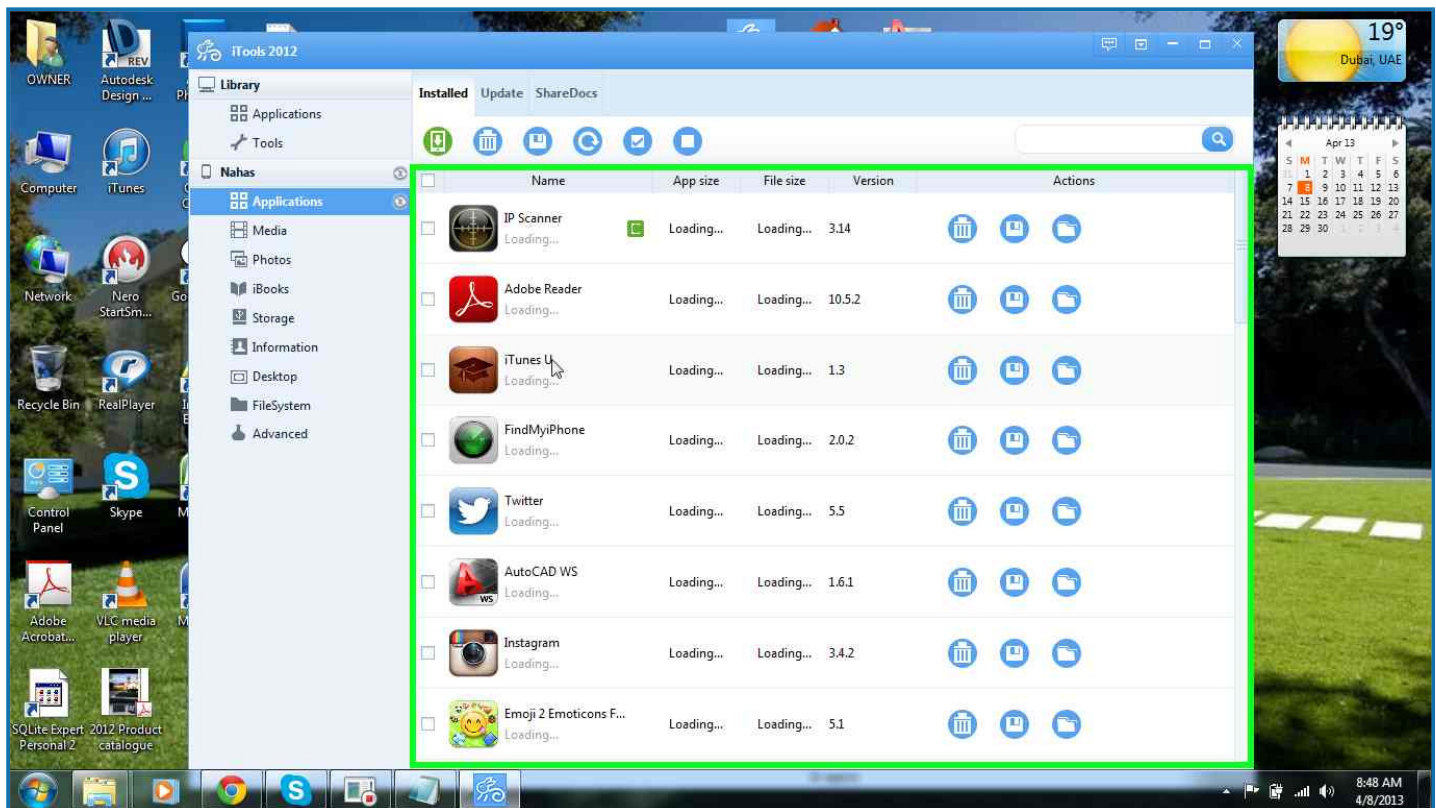 OWNER
Autodesk
Design ...
Computer
iTunes
Network
Nero
StartSm...
Recycle Bin
RealPlayer
Control
Panel
Skype
Adobe
Acrobat...
VLC media
player
SQLite Expert
Personal 2
2012 Product
catalogue
iTools 2012
Library
Applications
Tools
Nahas
Applications
Media
Photos
iBooks
Storage
Information
Desktop
FileSystem
Advanced
Installed Update ShareDocs
Name App size File size Version Actions
IP Scanner
Loading...
Loading... Loading... 3.14
Adobe Reader
Loading...
Loading... Loading... 10.5.2
iTunes U
Loading...
Loading... Loading... 1.3
FindMyiPhone
Loading...
Loading... Loading... 2.0.2
Twitter
Loading...
Loading... Loading... 5.5
AutoCAD WS
Loading...
Loading... Loading... 1.6.1
Instagram
Loading...
Loading... Loading... 3.4.2
Emoji 2 Emoticons F...
Loading...
Loading... Loading... 5.1
19°
Dubai, UAE
Apr 13
S M T W T F S
31 1 2 3 4 5 6
7 8 9 10 11 12 13
14 15 16 17 18 19 20
21 22 23 24 25 26 27
28 29 30 1 2 3 4
8:48 AM
4/8/2013